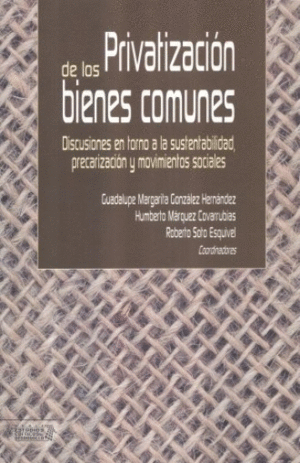 Privatización
de los
bienes comunes
Discusiones en torno a la sustentabilidad,
precarización y movimientos sociales
Guadalupe Margarita González Hernández
Humberto Márquez Covarrubias
Roberto Soto Esquivel
Coordinadores